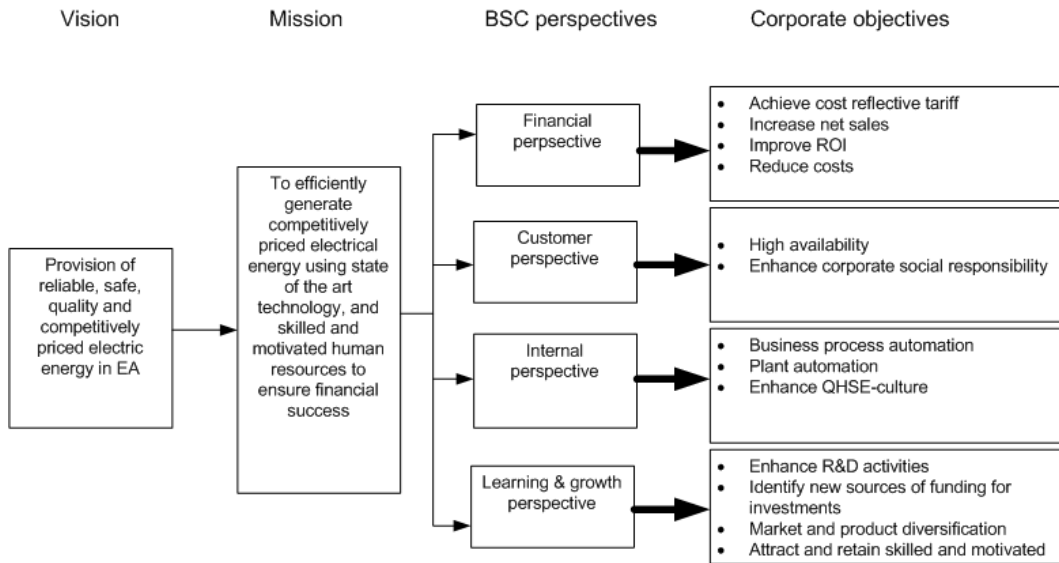 Vision
Mission
BSC perspectives
Corporate objectives
Provision of
reliable, safe,
quality and
competitively
priced electric
energy in EA
To efficiently
generate
competitively
priced electrical
energy using state
of the art
technology, and
skilled and
motivated human
resources to
ensure financial
success
Financial
perpsective
• Achieve cost reflective tariff
• Increase net sales
• Improve ROI
• Reduce costs
Customer
perspective
• High availability
• Enhance corporate social responsibility
Internal
perspective
• Business process automation
• Plant automation
• Enhance QHSE-culture
Learning & growth
perspective
• Enhance R&D activities
• Identify new sources of funding for
investments
• Market and product diversification
• Attract and retain skilled and motivated